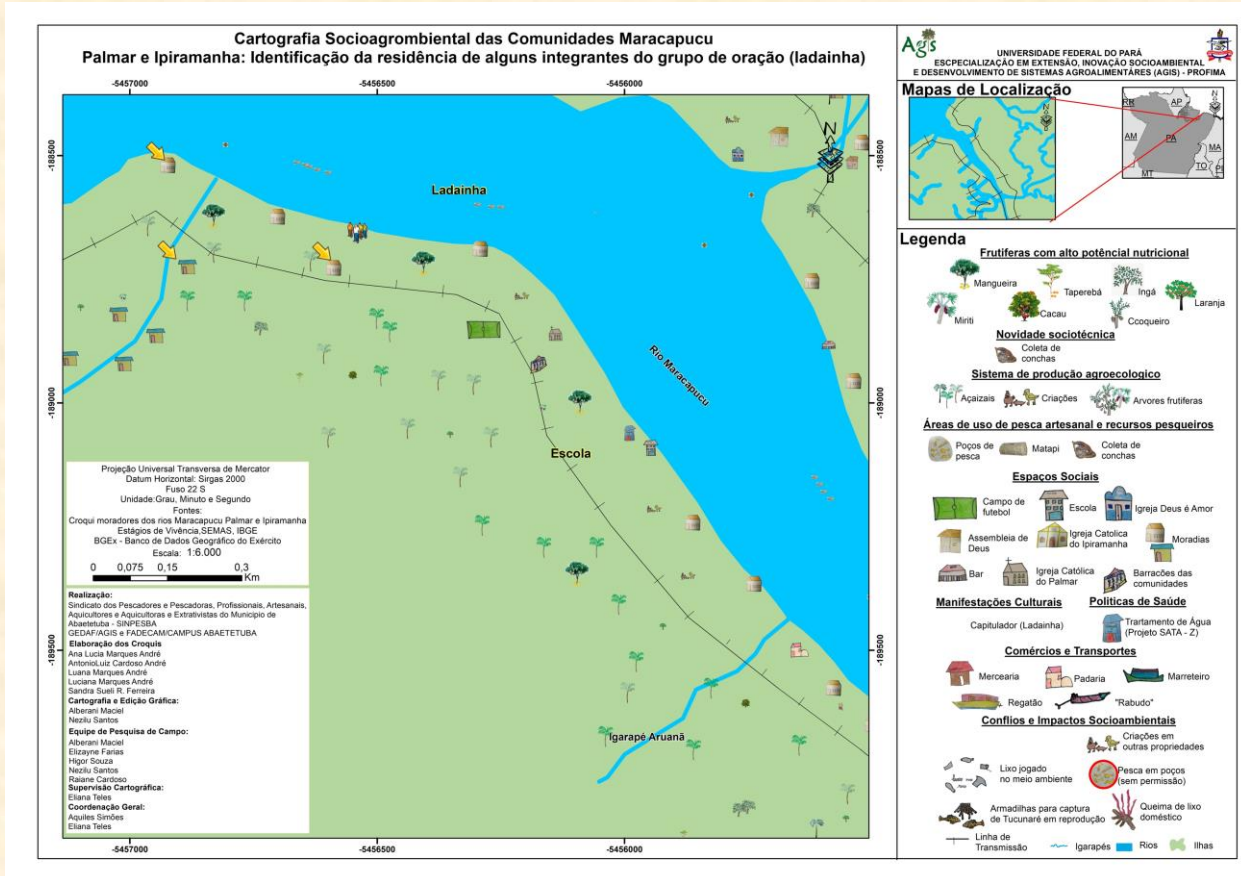 Cartografia Socioagrombiental das Comunidades Maracapucu
Palmar e Ipiramanha: Identificação da residência de alguns integrantes do grupo de oração (ladainha)
-5457000
-5456500
-5456000
-188500
-189000
-189500
-188500
-189000
-189500
N
Ladainha
Rio Maracapucu
Escola
Igarapé Aruanã
Projeção Universal Transversa de Mercator
Datum Horizontal: Sirgas 2000
Fuso 22 S
Unidade:Grau, Minuto e Segundo
Fontes:
Croqui moradores dos rios Maracapucu Palmar e Ipiramanha
Estágios de Vivência,SEMAS, IBGE
BGEx - Banco de Dados Geográfico do Exército
Escala: 1:6.000
0 0,075 0,15 0,3
Km
Realização:
Sindicato dos Pescadores e Pescadoras, Profissionais, Artesanais,
Aquicultores e Aquicultoras e Extrativistas do Município de
Abaetetuba - SINPESBA
GEDAF/AGIS e FADECAM/CAMPUS ABAETETUBA
Elaboração dos Croquis
Ana Lucia Marques André
AntonioLuiz Cardoso André
Luana Marques André
Luciana Marques André
Sandra Sueli R. Ferreira
Cartografia e Edição Gráfica:
Alberani Maciel
Nezilu Santos
Equipe de Pesquisa de Campo:
Alberani Maciel
Elizayne Farias
Higor Souza
Nezilu Santos
Raiane Cardoso
Supervisão Cartográfica:
Eliana Teles
Coordenação Geral:
Aquiles Simões
Eliana Teles
-5457000
-5456500
-5456000
Agis
UNIVERSIDADE FEDERAL DO PARÁ
ESCPECIALIZAÇÃO EM EXTENSÃO, INOVAÇÃO SOCIOAMBIENTAL
E DESENVOLVIMENTO DE SISTEMAS AGROALIMENTÁRES (AGIS) - PROFIMA
Mapas de Localização
RR
AP
AM
PA
MA
TO
PI
MT
Legenda
Frutiferas com alto potêncial nutricional
Mangueira
Taperebá
Ingá
Laranja
Miriti
Cacau
Ccoqueiro
Novidade sociotécnica
Coleta de
conchas
Sistema de produção agroecologico
Açaizais
Criações
Arvores frutiferas
Áreas de uso de pesca artesanal e recursos pesqueiros
Poços de
pesca
Matapi
Coleta de
conchas
Espaços Sociais
Campo de
futebol
Escola
Igreja Deus é Amor
Assembleia de
Deus
Igreja Catolica
do Ipiramanha
Moradias
Bar
Igreja Católica
do Palmar
Barracões das
comunidades
Manifestações Culturais
Capitulador (Ladainha)
Politicas de Saúde
Trartamento de Água
(Projeto SATA - Z)
Comércios e Transportes
Mercearia
Padaria
Marreteiro
Regatão
"Rabudo"
Conflios e Impactos Socioambientais
Criações em
outras propriedades
Lixo jogado
no meio ambiente
Pesca em poços
(sem permissão)
Armadilhas para captura
de Tucunaré em reprodução
Queima de lixo
doméstico
Linha de
Transmissão
Igarapés
Rios
Ilhas